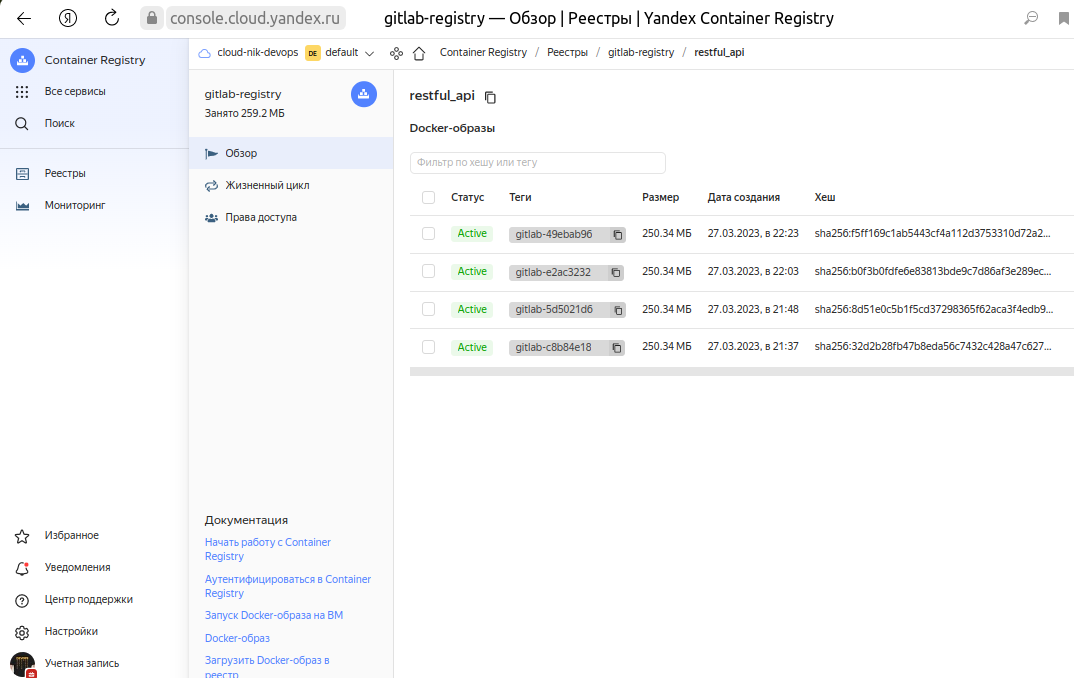 console.cloud.yandex.ru
gitlab-registry — Обзор | Реестры | Yandex Container Registry
Container Registry
Все сервисы
Поиск
Реестры
Мониторинг
Избранное
Уведомления
Центр поддержки
Настройки
Учетная запись
cloud-nik-devops DE default Container Registry / Реестры / gitlab-registry / restful_api
gitlab-registry
Занято 259.2 МБ
Обзор
Жизненный цикл
Права доступа
Документация
Начать работу с Container
Registry
Аутентифицироваться в Container
Registry
Запуск Docker-образа на ВМ
Docker-образ
Загрузить Docker-образ в
реестр
restful_api
Docker-образы
Фильтр по хешу или тегу
Статус Теги Размер Дата создания Хеш
Active gitlab-49ebab96 250.34 МБ 27.03.2023, в 22:23 sha256:f5ff169c1ab5443cf4a112d3753310d72a2...
Active gitlab-e2ac3232 250.34 МБ 27.03.2023, в 22:03 sha256:b0f3b0fdfe6e83813bde9c7d86af3e289ec...
Active gitlab-5d5021d6 250.34 МБ 27.03.2023, в 21:48 sha256:8d51e0c5b1f5cd37298365f62aca3f4edb9...
Active gitlab-c8b84e18 250.34 МБ 27.03.2023, в 21:37 sha256:32d2b28fb47b8eda56c7432c428a47c627...